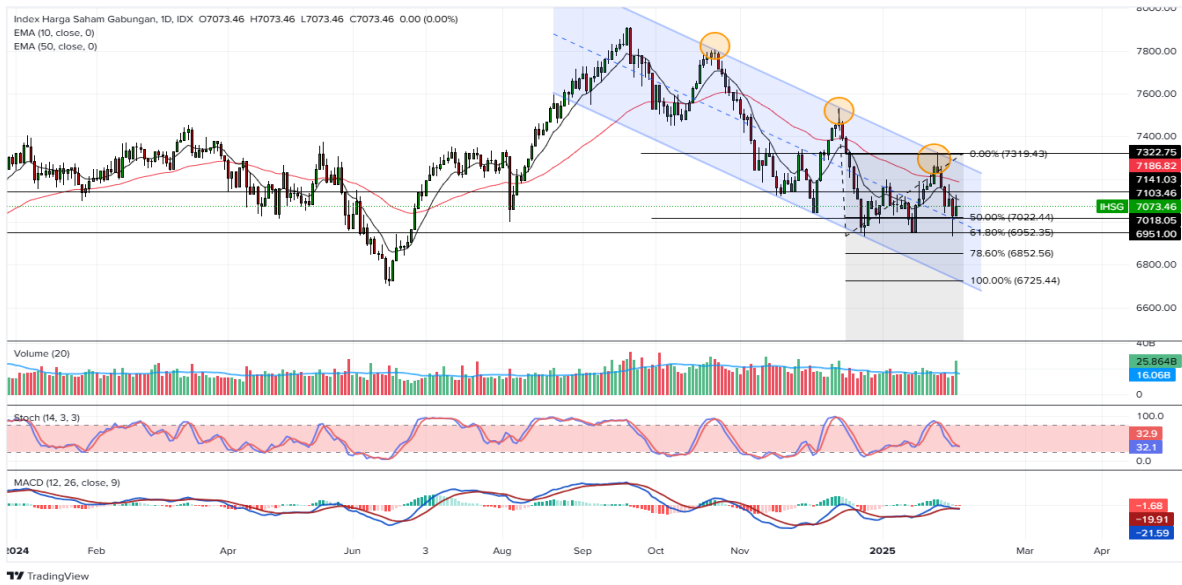 Index Harga Saham Gabungan, 1D, IDX O7073.46 H7073.46 L7073.46 C7073.46 0.00 (0.00%)
EMA (10, close, 0)
EMA (50, close, 0)
8000.00
7800.00
7600.00
7400.00
0.00% (7319.43)
7322.75
7186.82
7141.03
7103.46
IHSG 7073.46
50.00% (7022.44)
7018.05
61.80% (6952.35)
6951.00
78.60% (6852.56)
6800.00
100.00% (6725.44)
6600.00
Volume (20)
40B
25.864B
16.06B
0
Stoch (14, 3, 3)
100.0
32.9
32.1
0.0
MACD (12, 26, close, 9)
−1.68
−19.91
−21.59
2024 Feb Apr Jun 3 Aug Sep Oct Nov 2025 Mar Apr
TradingView